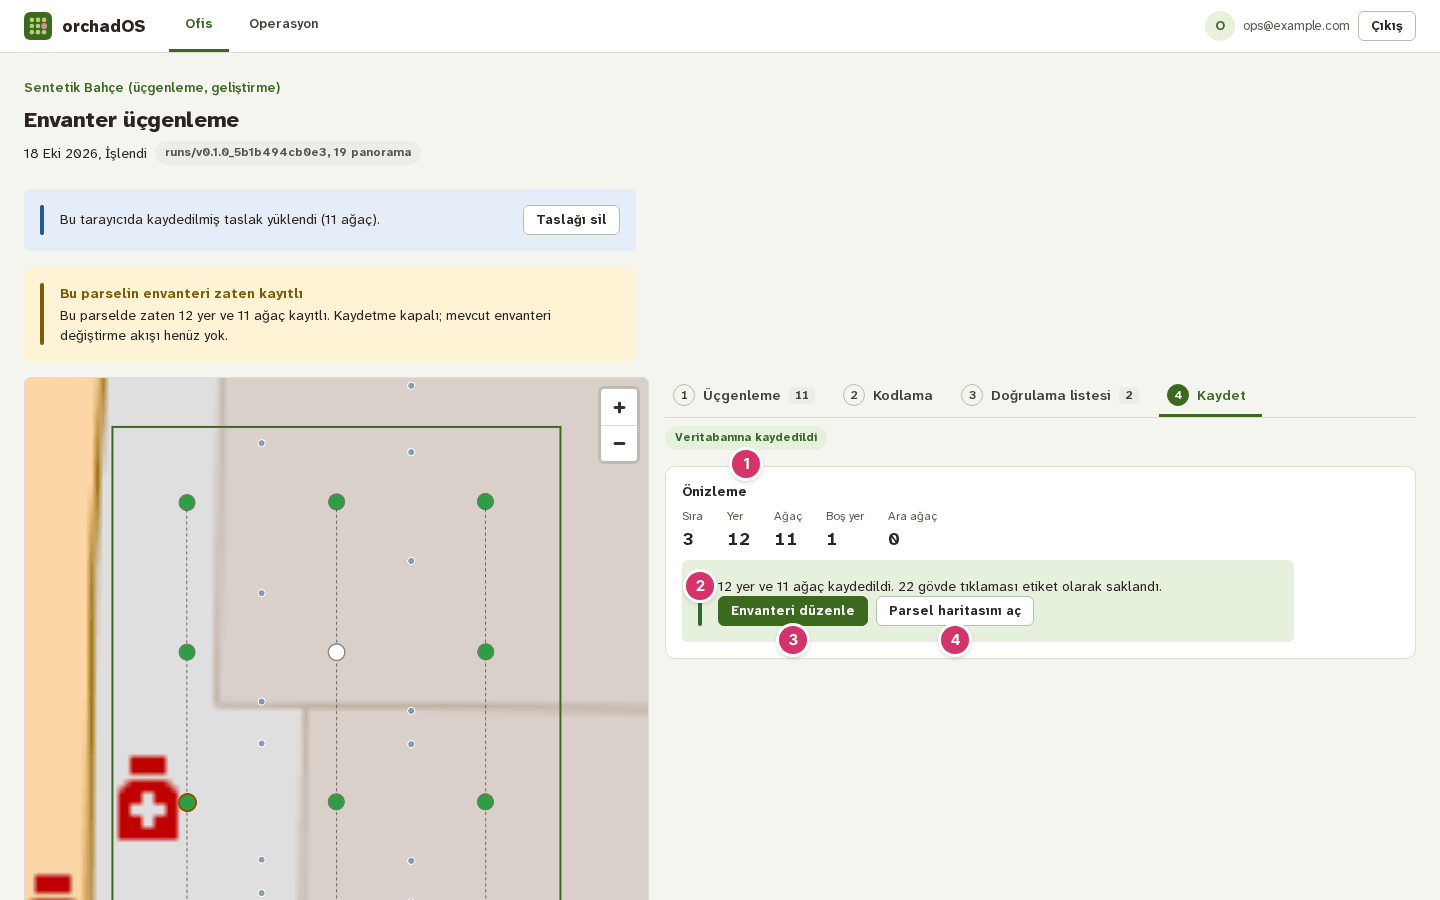 orchadOS
Ofis
Operasyon
O
ops@example.com
Çıkış
Sentetik Bahçe (üçgenleme, geliştirme)
Envanter üçgenleme
18 Eki 2026, İşlendi
runs/v0.1.0_5b1b494cb0e3, 19 panorama
Bu tarayıcıda kaydedilmiş taslak yüklendi (11 ağaç).
Taslağı sil
Bu parselin envanteri zaten kayıtlı
Bu parselde zaten 12 yer ve 11 ağaç kayıtlı. Kaydetme kapalı; mevcut envanteri
değiştirme akışı henüz yok.
+
−
1 Üçgenleme 11
2 Kodlama
3 Doğrulama listesi 2
4 Kaydet
Veritabanına kaydedildi
1
Önizleme
Sıra Yer Ağaç Boş yer Ara ağaç
3 12 11 1 0
2
12 yer ve 11 ağaç kaydedildi. 22 gövde tıklaması etiket olarak saklandı.
Envanteri düzenle
Parsel haritasını aç
3
4